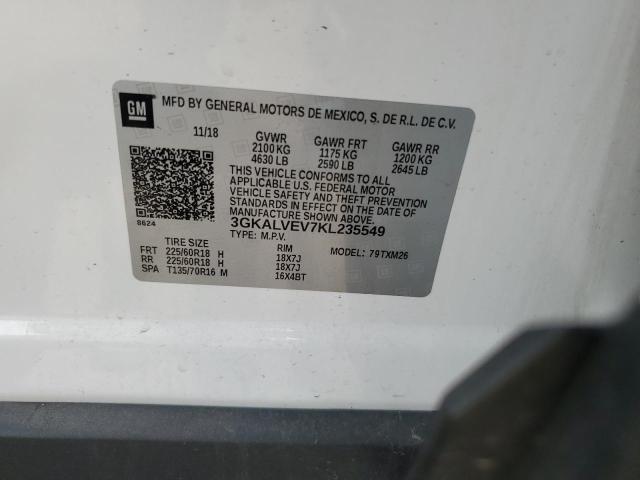 GM
MFD BY GENERAL MOTORS DE MEXICO, S. DE R.L. DE C.V.
11/18 GVWR GAWR FRT GAWR RR
2100 KG 1175 KG 1200 KG
4630 LB 2590 LB 2645 LB
THIS VEHICLE CONFORMS TO ALL
APPLICABLE U.S. FEDERAL MOTOR
VEHICLE SAFETY AND THEFT PREVENTION
STANDARDS IN EFFECT ON THE DATE OF
MANUFACTURE SHOWN ABOVE.
3GKALVEV7KL235549
8624
TYPE: M.P.V. MODEL: 79TXM26
TIRE SIZE RIM
FRT 225/60R18 H 18X7J
RR 225/60R18 H 18X7J
SPA T135/70R16 M 16X4BT